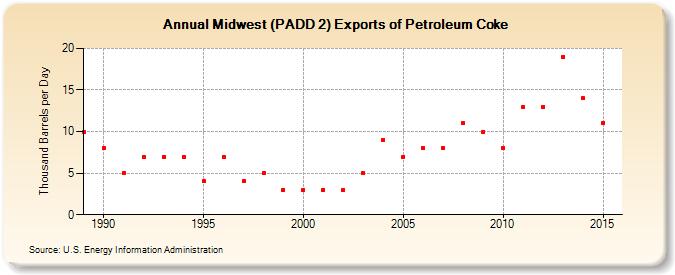 Annual Midwest (PADD 2) Exports of Petroleum Coke
Thousand Barrels per Day
20
15
10
5
0
1990 1995 2000 2005 2010 2015
Source: U.S. Energy Information Administration